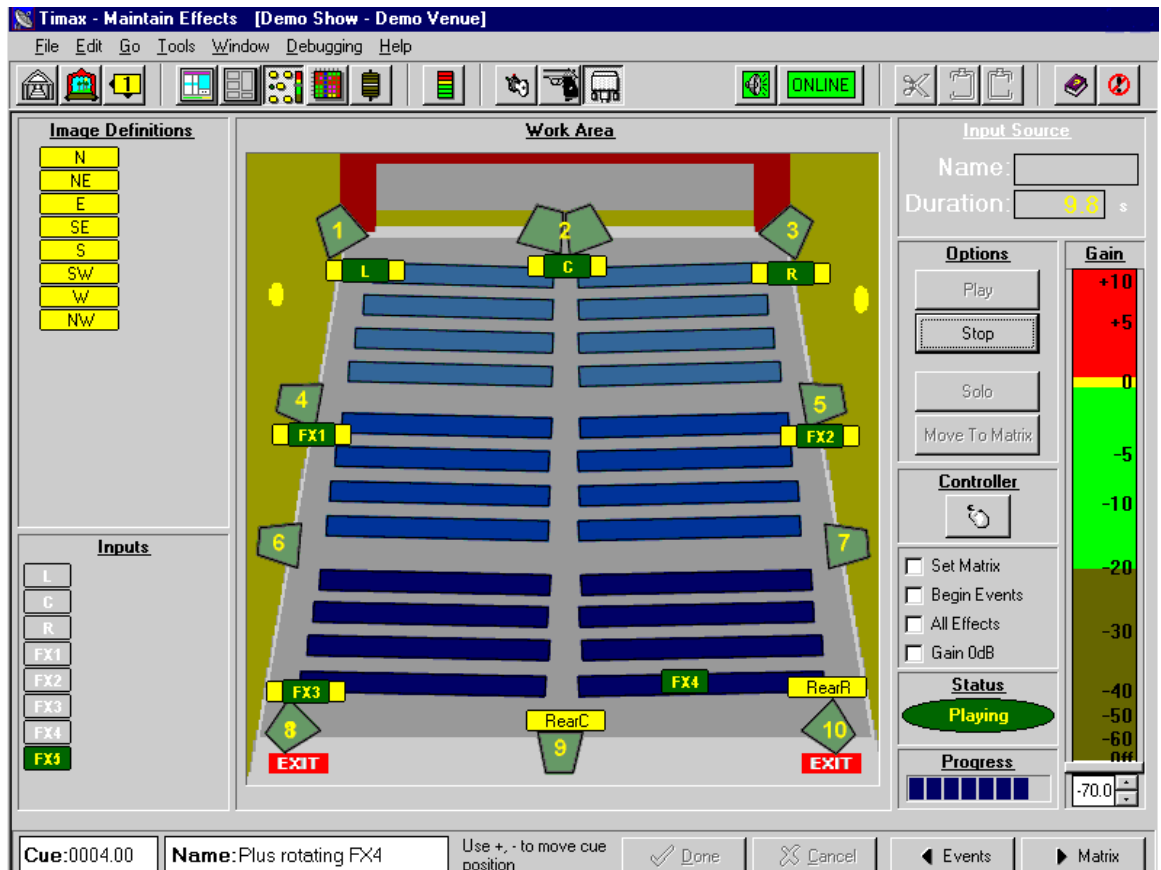 Timax - Maintain Effects [Demo Show - Demo Venue]
File Edit Go Tools Window Debugging Help
1
ONLINE
Image Definitions
N
NE
E
SE
S
SW
W
NW
Inputs
L
C
R
FX1
FX2
FX3
FX4
FX5
Work Area
1 2 3
L C R
4 5
FX1 FX2
6 7
FX3 FX4 RearR
RearC
8 9 10
EXIT EXIT
Input Source
Name:
Duration: 9.8 s
Options
Play
Stop
Solo
Move To Matrix
Controller
Set Matrix
Begin Events
All Effects
Gain 0dB
Status
Playing
Progress
Gain
+10
+5
0
-5
-10
-20
-30
-40
-50
-60
Off
-70.0
Cue:0004.00 Name:Plus rotating FX4
Use +, - to move cue
position
Done Cancel Events Matrix